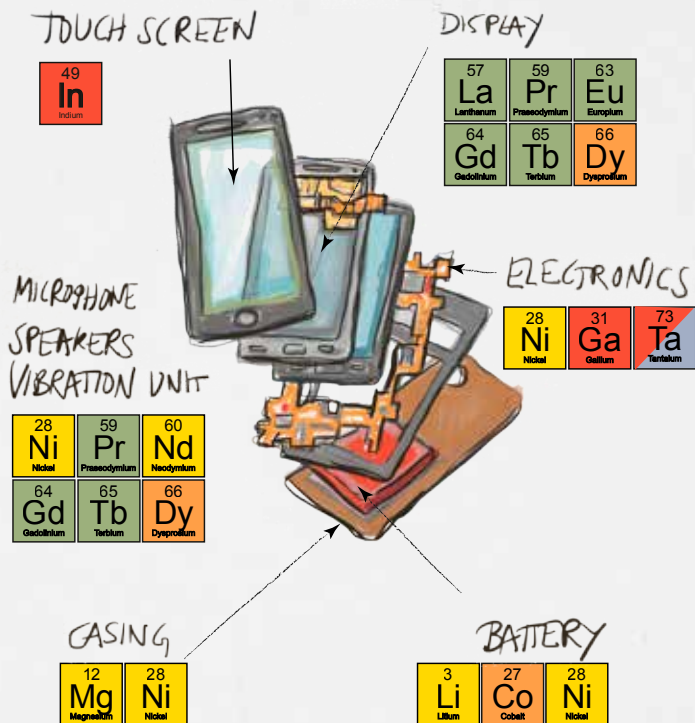 TOUCH SCREEN
49
In
Indium
DISPLAY
57 59 63
La Pr Eu
Lanthanum Praseodymium Europium
64 65 66
Gd Tb Dy
Gadolinium Terbium Dysprosium
ELECTRONICS
28 31 73
Ni Ga Ta
Nickel Gallium Tantalum
MICROPHONE
SPEAKERS
VIBRATION UNIT
28 59 60
Ni Pr Nd
Nickel Praseodymium Neodymium
64 65 66
Gd Tb Dy
Gadolinium Terbium Dysprosium
CASING
12 28
Mg Ni
Magnesium Nickel
BATTERY
3 27 28
Li Co Ni
Litium Cobalt Nickel